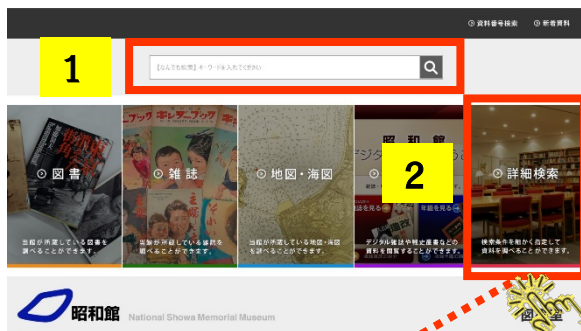 資料番号検索
新着資料
1
【なんでも検索】キーワードを入れてください
図書
雑誌
地図・海図
昭和館
2
詳細検索
当館が所蔵している図書を
調べることができます。
当館が所蔵している雑誌を
調べることができます。
当館が所蔵している地図・海図
を調べることができます。
デジタル雑誌や戦史叢書などの
資料を閲覧することができます。
検索条件を細かく指定して
資料を調べることができます。
昭和館
National Showa Memorial Museum